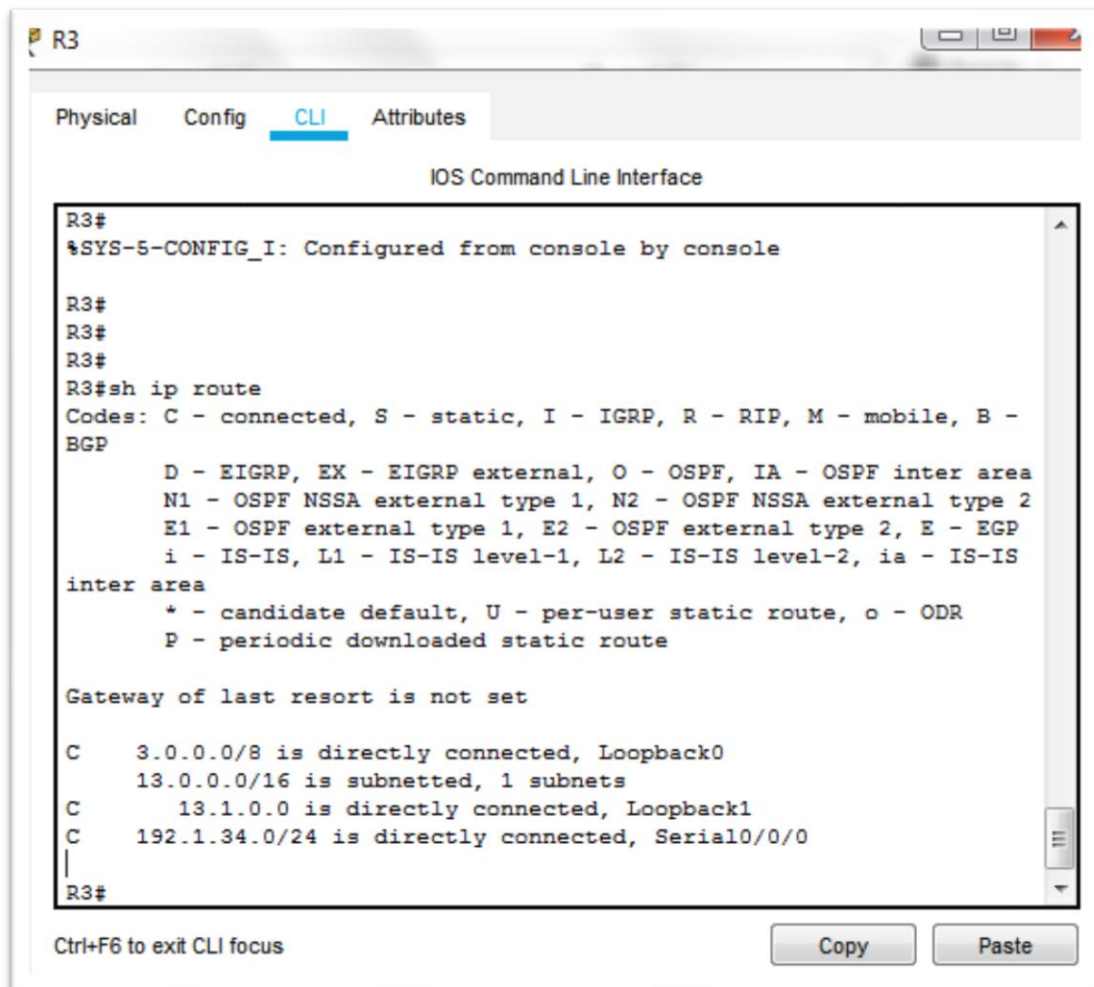 R3
Physical Config CLI Attributes
IOS Command Line Interface
R3#
%SYS-5-CONFIG_I: Configured from console by console
R3#
R3#
R3#
R3#sh ip route
Codes: C - connected, S - static, I - IGRP, R - RIP, M - mobile, B -
BGP
D - EIGRP, EX - EIGRP external, O - OSPF, IA - OSPF inter area
N1 - OSPF NSSA external type 1, N2 - OSPF NSSA external type 2
E1 - OSPF external type 1, E2 - OSPF external type 2, E - EGP
i - IS-IS, L1 - IS-IS level-1, L2 - IS-IS level-2, ia - IS-IS
inter area
* - candidate default, U - per-user static route, o - ODR
P - periodic downloaded static route
Gateway of last resort is not set
C 3.0.0.0/8 is directly connected, Loopback0
13.0.0.0/16 is subnetted, 1 subnets
C 13.1.0.0 is directly connected, Loopback1
C 192.1.34.0/24 is directly connected, Serial0/0/0
R3#
Ctrl+F6 to exit CLI focus
Copy Paste